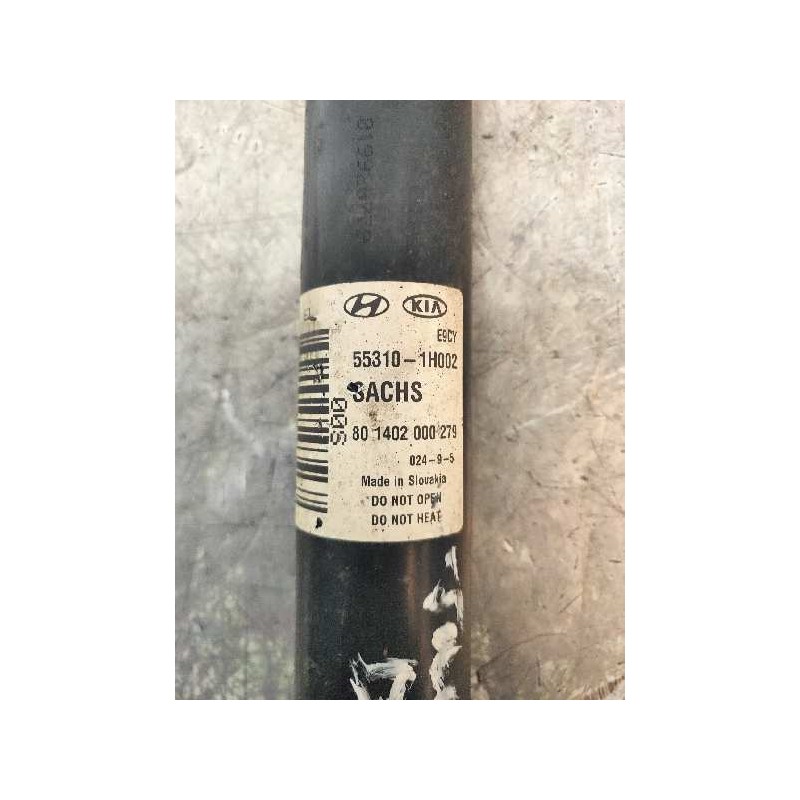 KIA
E9CY
55310-1H002
SACHS
80 1402 000 279
024-9-5
Made in Slovakia
DO NOT OPEN
DO NOT HEAT
S00